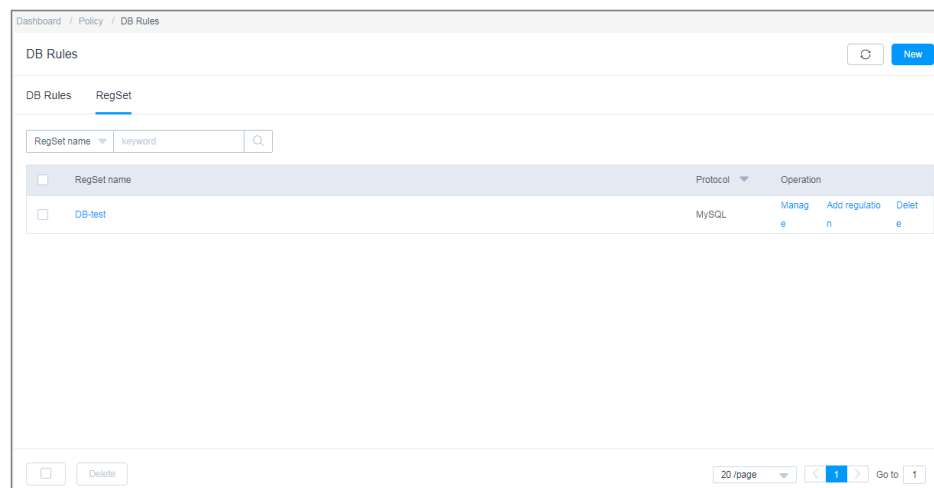 Dashboard / Policy / DB Rules
DB Rules
New
DB Rules RegSet
RegSet name keyword
RegSet name Protocol Operation
DB-test MySQL Manag Add regulatio Delet
e n e
Delete 20 /page 1 Go to 1